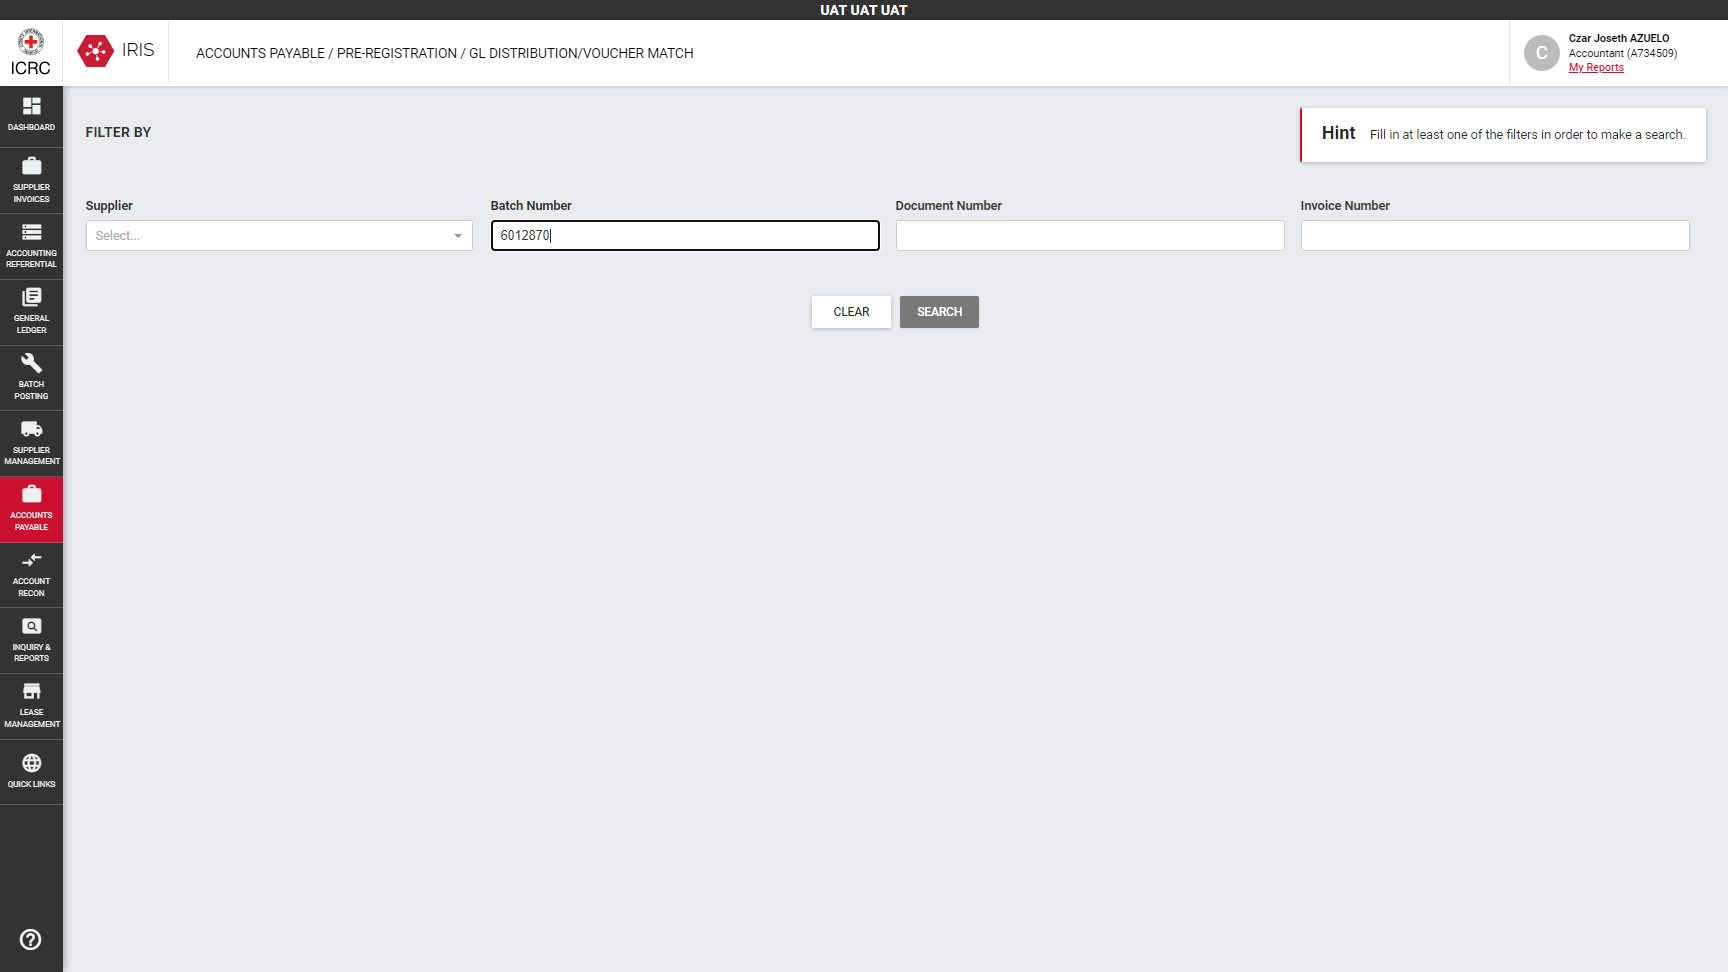 UAT UAT UAT
ICRC
IRIS
ACCOUNTS PAYABLE / PRE-REGISTRATION / GL DISTRIBUTION/VOUCHER MATCH
C
Czar Joseth AZUELO
Accountant (A734509)
My Reports
DASHBOARD
SUPPLIER
INVOICES
ACCOUNTING
REFERENTIAL
GENERAL
LEDGER
BATCH
POSTING
SUPPLIER
MANAGEMENT
ACCOUNTS
PAYABLE
ACCOUNT
RECON
INQUIRY &
REPORTS
LEASE
MANAGEMENT
QUICK LINKS
FILTER BY
Hint Fill in at least one of the filters in order to make a search.
Supplier
Select...
Batch Number
6012870
Document Number
Invoice Number
CLEAR
SEARCH